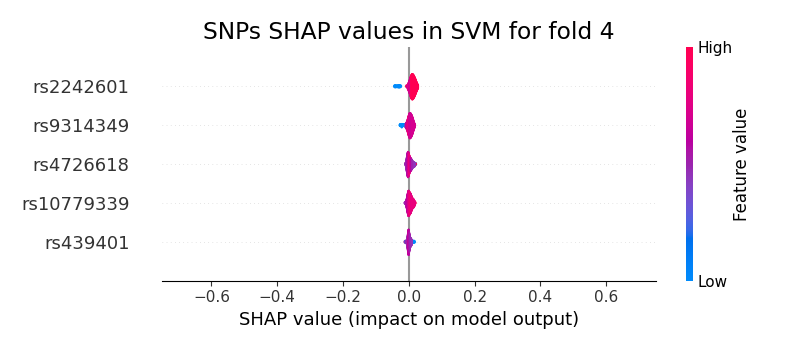 SNPs SHAP values in SVM for fold 4
High
rs2242601
rs9314349
rs4726618
rs10779339
rs439401
Feature value
Low
−0.6 −0.4 −0.2 0.0 0.2 0.4 0.6
SHAP value (impact on model output)